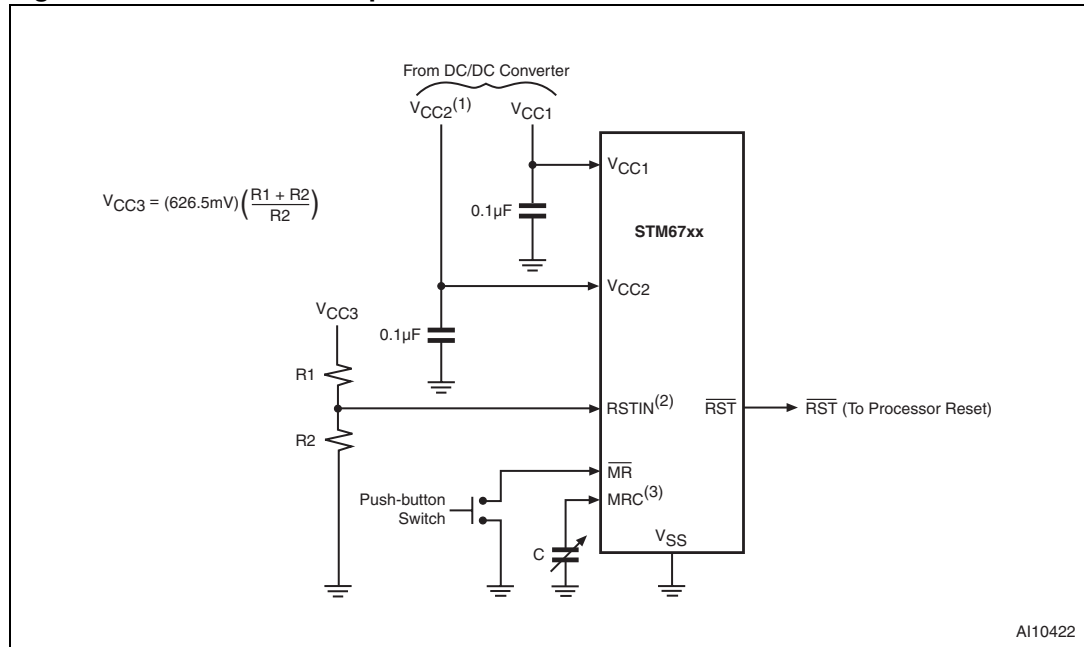 From DC/DC Converter
VCC2(1)
VCC1
VCC1
VCC3 = (626.5mV)(R1 + R2/R2)
0.1µF
STM67xx
VCC2
VCC3
0.1µF
R1
RSTIN(2)
RST
RST (To Processor Reset)
R2
MR
Push-button
Switch
MRC(3)
C
VSS
AI10422